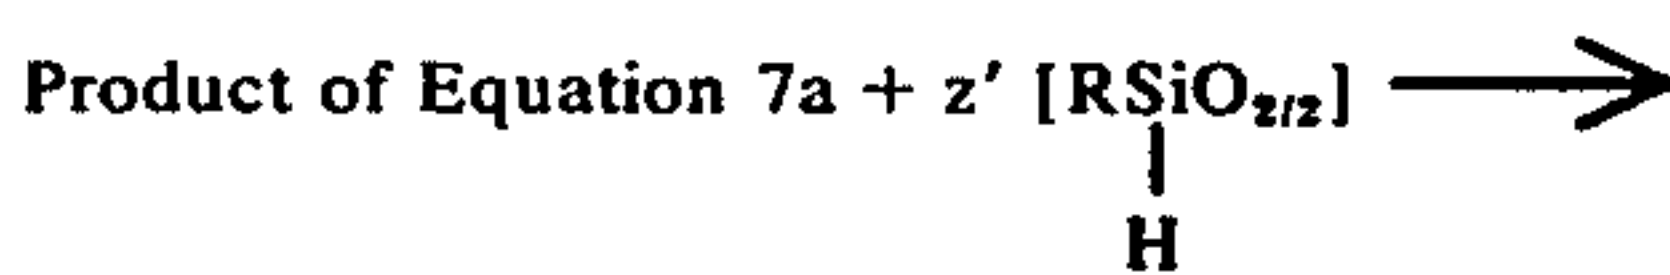 Product of Equation 7a + z′ [RSiO₂/₂] ⟶
|
H